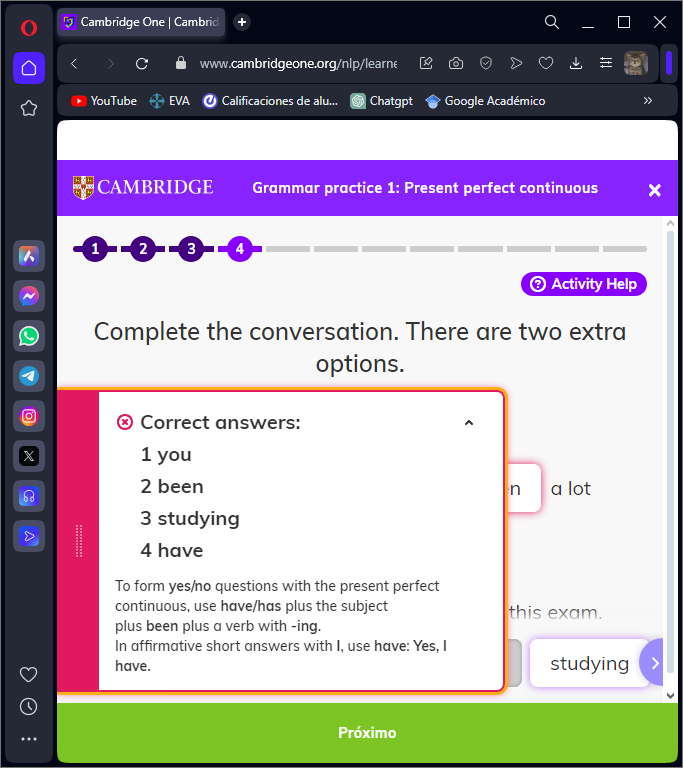 Cambridge One | Cambrid
www.cambridgeone.org/nlp/learne
YouTube
EVA
Calificaciones de alu...
Chatgpt
Google Académico
CAMBRIDGE
Grammar practice 1: Present perfect continuous
1 2 3 4
Activity Help
Complete the conversation. There are two extra
options.
Correct answers:
1 you
2 been
3 studying
4 have
To form yes/no questions with the present perfect
continuous, use have/has plus the subject
plus been plus a verb with -ing.
In affirmative short answers with I, use have: Yes, I
have.
en a lot
this exam.
studying
Próximo